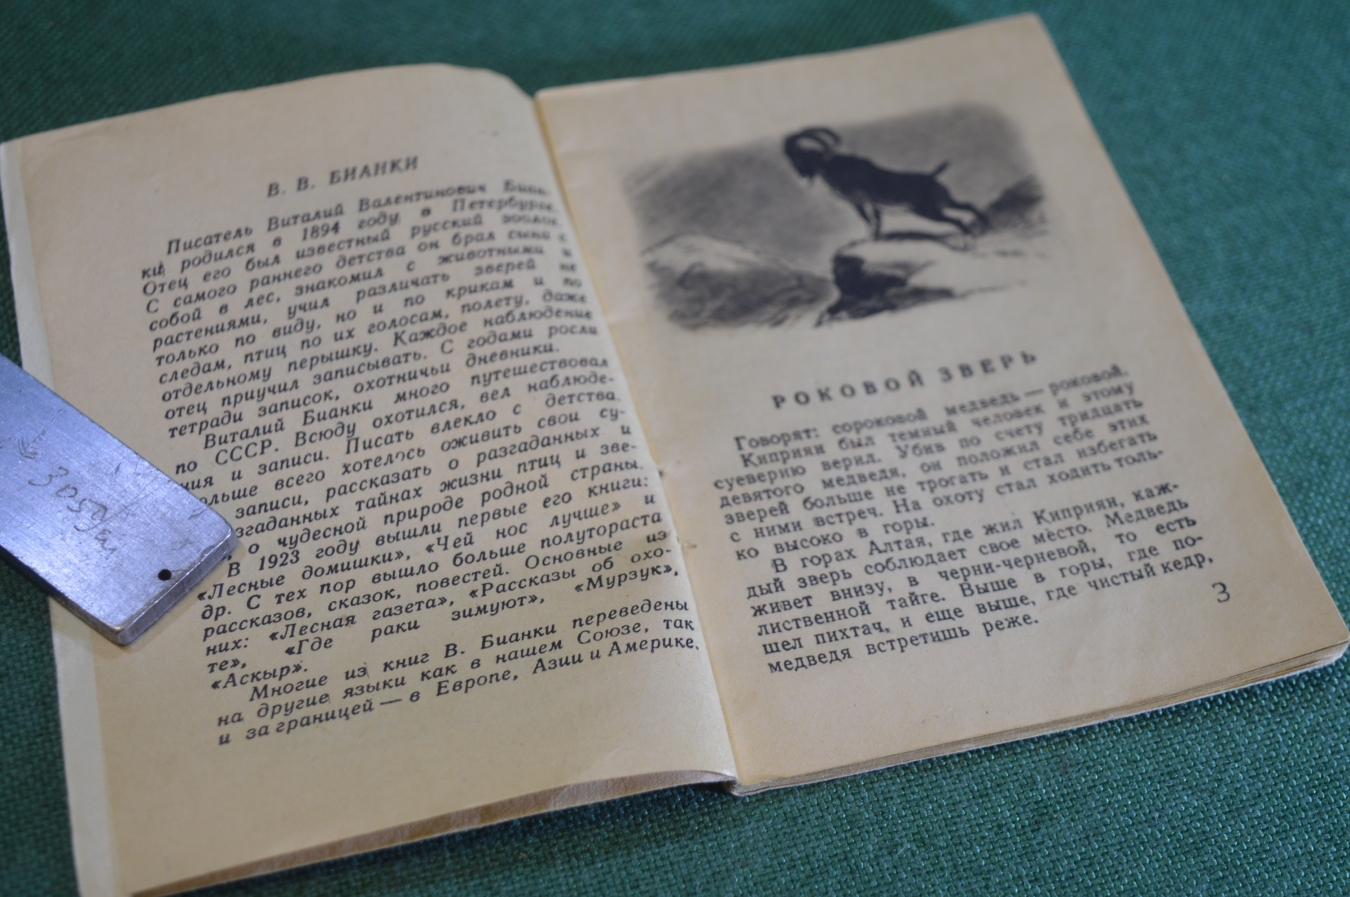 В. В. БИАНКИ
Писатель Виталий Валентинович Биан-
ки родился в 1894 году в Петербурге.
Отец его был известный русский зоолог.
С самого раннего детства он брал сына с
собой в лес, знакомил с животными и
растениями, учил различать зверей не
только по виду, но и по крикам и по
следам, птиц по их голосам, полету, даже
отдельному перышку. Каждое наблюдение
отец приучил записывать. С годами росли
тетради записок, охотничьи дневники.
Виталий Бианки много путешествовал
по СССР. Всюду охотился, вел наблюде-
ния и записи. Писать влекло с детства.
больше всего хотелось оживить свои су-
записи, рассказать о разгаданных и
згаданных тайнах жизни птиц и зве-
о чудесной природе родной страны.
В 1923 году вышли первые его книги:
«Лесные домишки», «Чей нос лучше» и
др. С тех пор вышло больше полутораста
рассказов, сказок, повестей. Основные из
них: «Лесная газета», «Рассказы об охо-
те», «Где раки зимуют», «Мурзук»,
«Аскыр».
Многие из книг В. Бианки переведены
на другие языки как в нашем Союзе, так
и за границей — в Европе, Азии и Америке.
РОКОВОЙ ЗВЕРЬ
Говорят: сороковой медведь — роковой.
Киприян был темный человек и этому
суеверию верил. Убив по счету тридцать
девятого медведя, он положил себе этих
зверей больше не трогать и стал избегать
с ними встреч. На охоту стал ходить толь-
ко высоко в горы.
В горах Алтая, где жил Киприян, каж-
дый зверь соблюдает свое место. Медведь
живет внизу, в черни-черневой, то есть
лиственной тайге. Выше в горы, где по-
шел пихтач, и еще выше, где чистый кедр,
медведя встретишь реже.
3